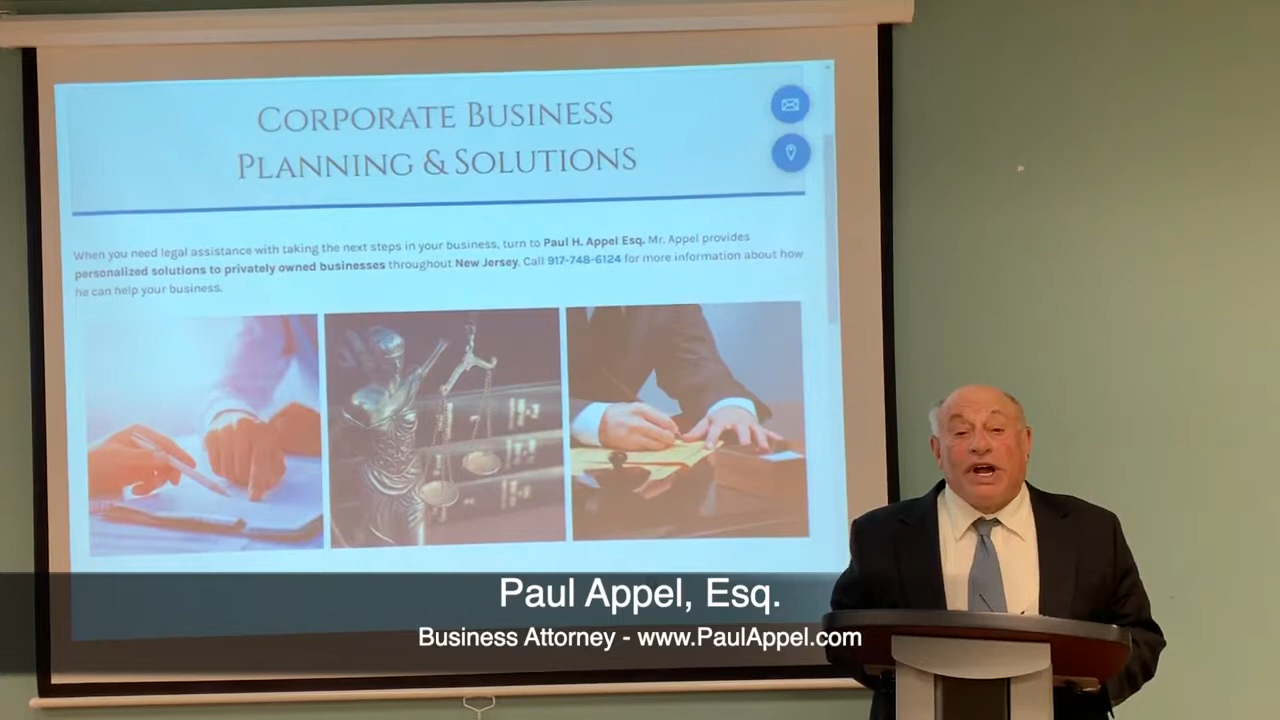 CORPORATE BUSINESS
PLANNING & SOLUTIONS
When you need legal assistance with taking the next steps in your business, turn to Paul H. Appel Esq. Mr. Appel provides
personalized solutions to privately owned businesses throughout New Jersey. Call 917-748-6124 for more information about how
he can help your business.
Paul Appel, Esq.
Business Attorney - www.PaulAppel.com